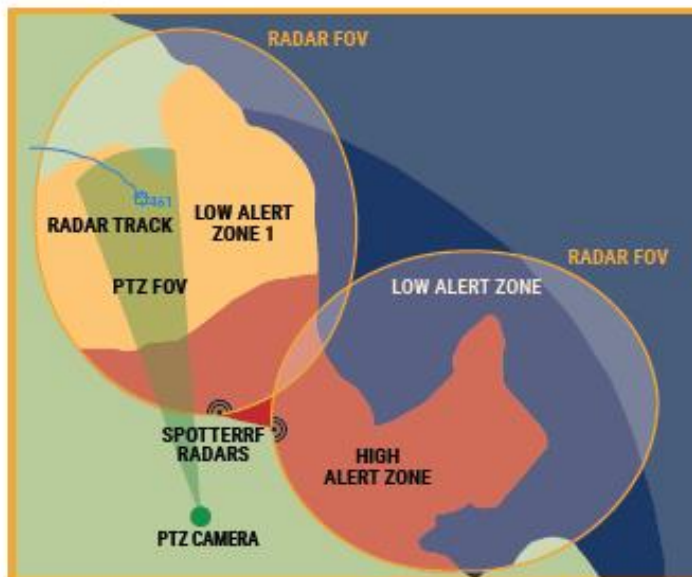 RADAR FOV
461
RADAR TRACK
LOW ALERT
ZONE 1
RADAR FOV
PTZ FOV
LOW ALERT ZONE
SPOTTERRF
RADARS
HIGH
ALERT ZONE
PTZ CAMERA